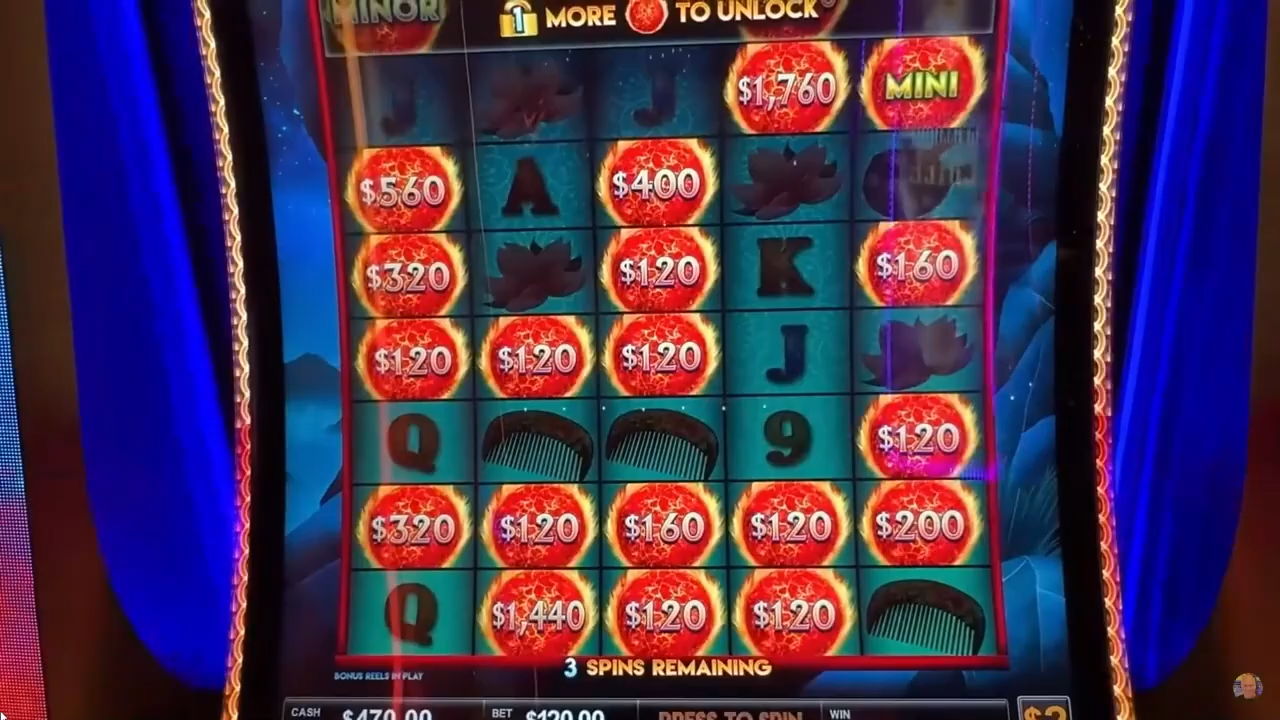 MINOR
1 MORE TO UNLOCK
J J $1,760 MINI
$560 A $400
$320 $120 K $160
$120 $120 $120 J
Q 9 $120
$320 $120 $160 $120 $200
Q $1,440 $120 $120
3 SPINS REMAINING
BONUS REELS IN PLAY
CASH $470.00 BET $120.00 PRESS TO SPIN WIN $2